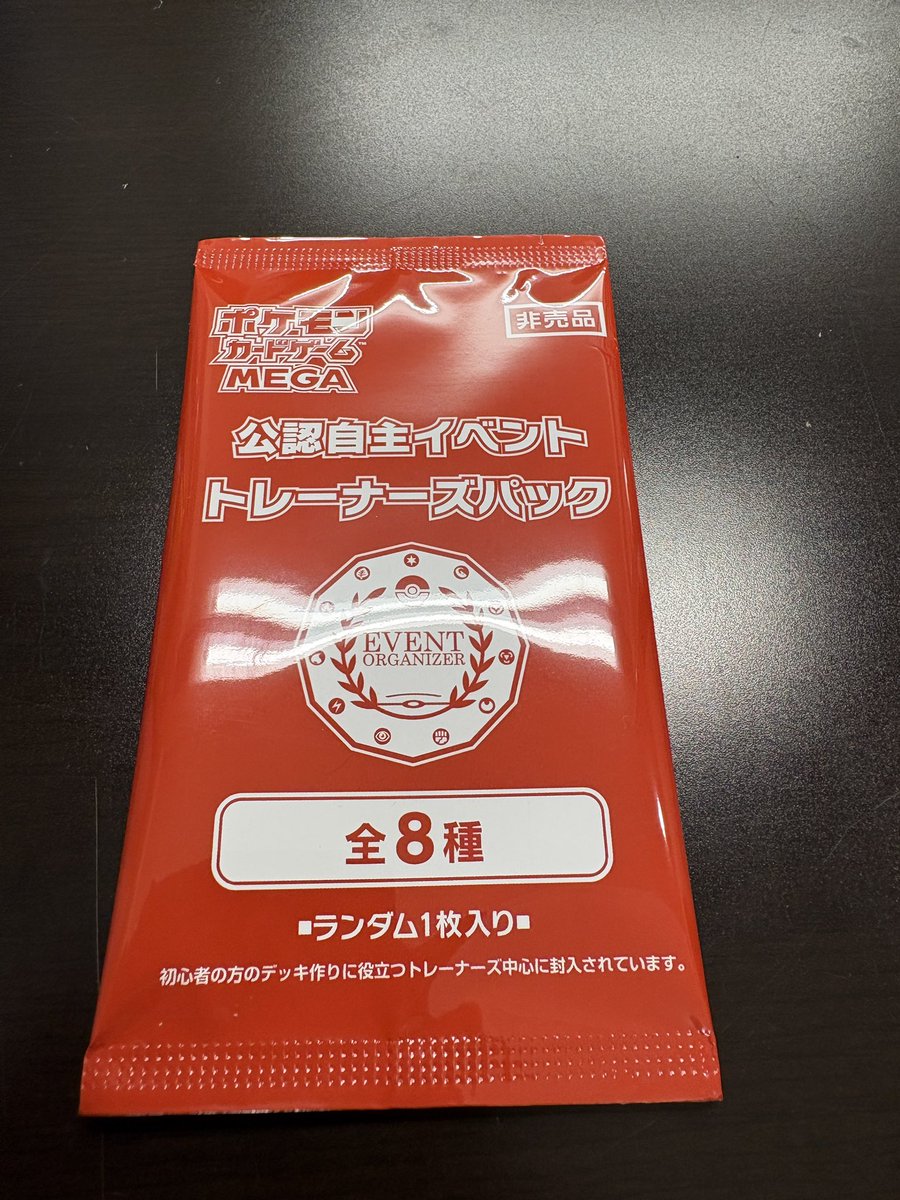 ポケモン
カードゲーム™
MEGA
非売品
公認自主イベント
トレーナーズパック
EVENT
ORGANIZER
全8種
■ランダム1枚入り■
初心者の方のデッキ作りに役立つトレーナーズ中心に封入されています。